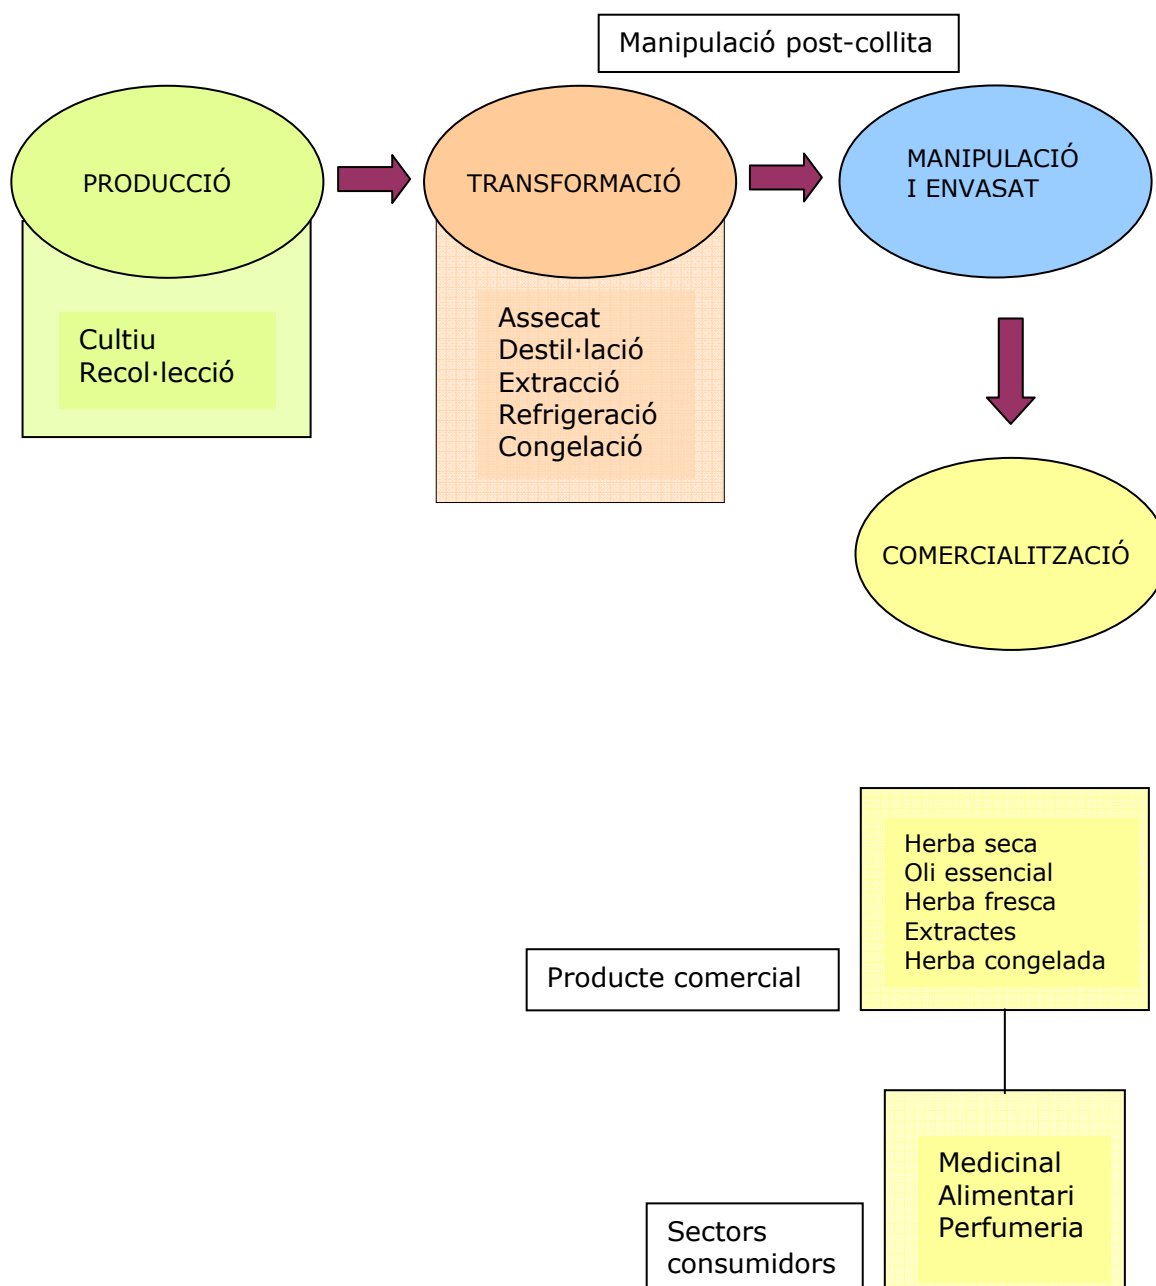 Manipulació post-collita
PRODUCCIÓ
TRANSFORMACIÓ
MANIPULACIÓ
I ENVASAT
Cultiu
Recol·lecció
Assecat
Destil·lació
Extracció
Refrigeració
Congelació
COMERCIALITZACIÓ
Herba seca
Oli essencial
Herba fresca
Extractes
Herba congelada
Producte comercial
Medicinal
Alimentari
Perfumeria
Sectors
consumidors